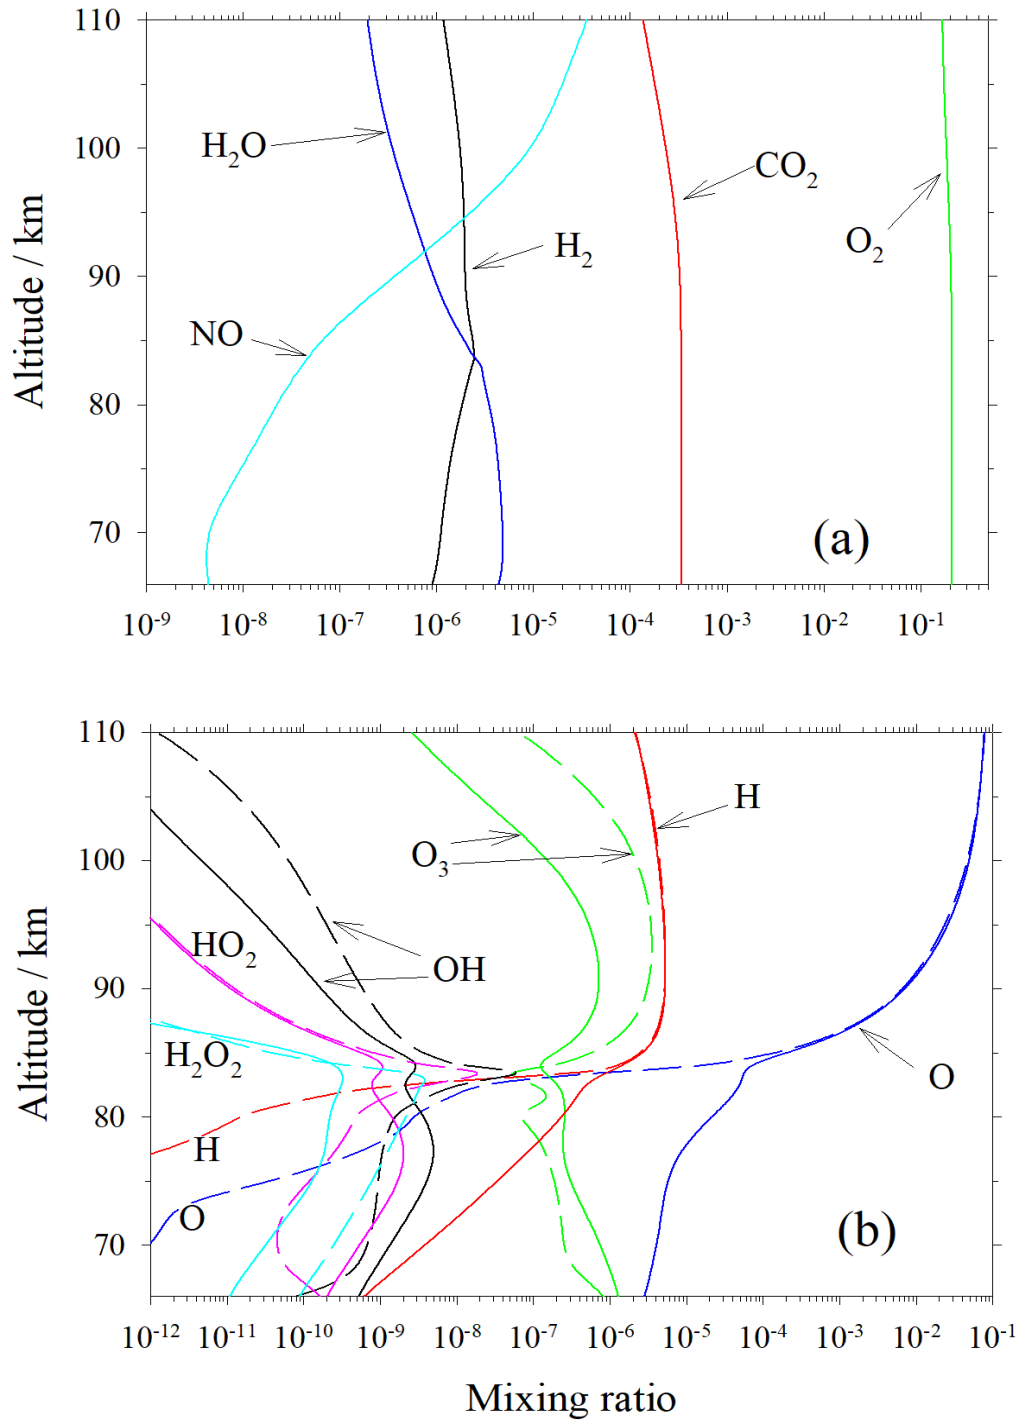 110
100
90
80
70
Altitude / km
H₂O
CO₂
O₂
H₂
NO
(a)
10⁻⁹ 10⁻⁸ 10⁻⁷ 10⁻⁶ 10⁻⁵ 10⁻⁴ 10⁻³ 10⁻² 10⁻¹
110
100
90
80
70
Altitude / km
H
O₃
HO₂
OH
H₂O₂
O
H
O
(b)
10⁻¹² 10⁻¹¹ 10⁻¹⁰ 10⁻⁹ 10⁻⁸ 10⁻⁷ 10⁻⁶ 10⁻⁵ 10⁻⁴ 10⁻³ 10⁻² 10⁻¹
Mixing ratio